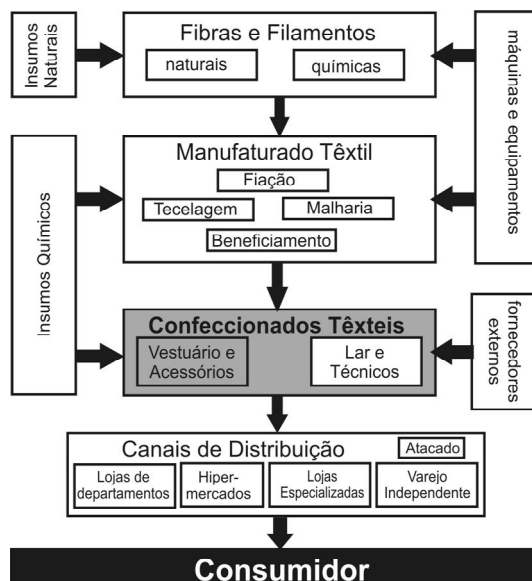 Insumos
Naturais
Fibras e Filamentos
naturais
químicas
máquinas e equipamentos
Insumos Químicos
Manufaturado Têxtil
Fiação
Tecelagem
Malharia
Beneficiamento
Confeccionados Têxteis
Vestuário e
Acessórios
Lar e
Técnicos
fornecedores
externos
Canais de Distribuição
Atacado
Lojas de
departamentos
Hiper-
mercados
Lojas
Especializadas
Varejo
Independente
Consumidor